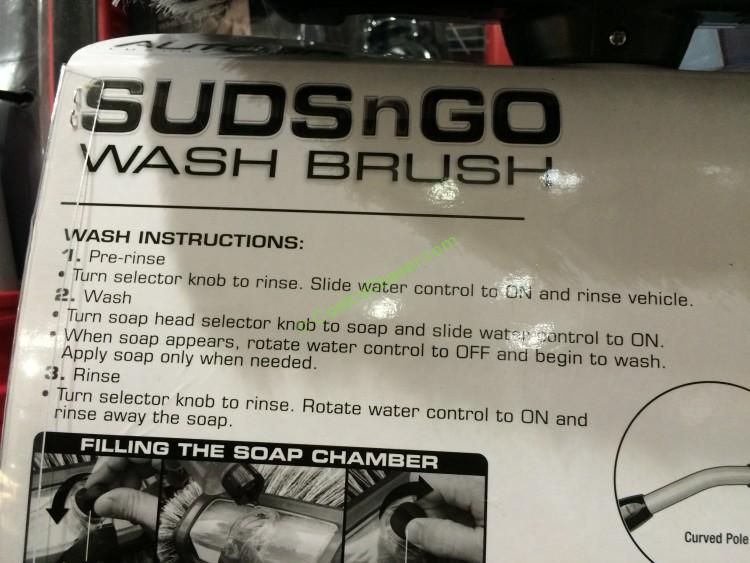 SUDSnGO
WASH BRUSH
WASH INSTRUCTIONS:
1. Pre-rinse
• Turn selector knob to rinse. Slide water control to ON and rinse vehicle.
2. Wash
• Turn soap head selector knob to soap and slide water control to ON.
• When soap appears, rotate water control to OFF and begin to wash.
Apply soap only when needed.
3. Rinse
• Turn selector knob to rinse. Rotate water control to ON and
rinse away the soap.
FILLING THE SOAP CHAMBER
Curved Pole